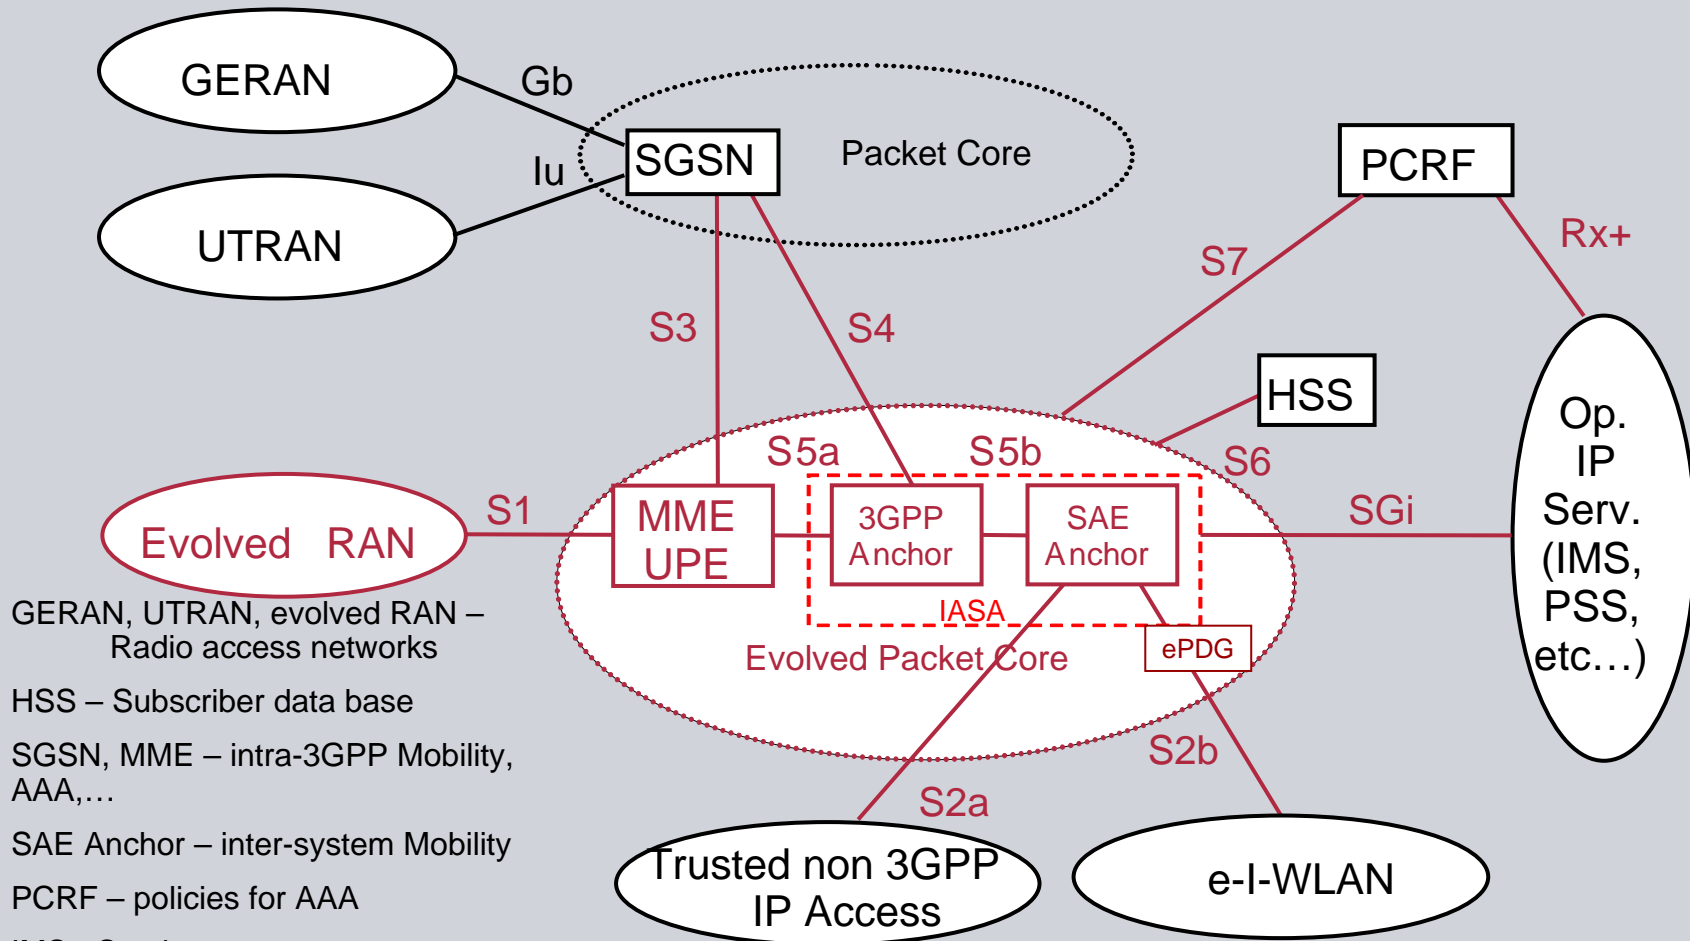 GERAN
Gb
SGSN
Packet Core
PCRF
Iu
UTRAN
Rx+
S7
S3
S4
HSS
Op.
IP
Serv.
(IMS,
PSS,
etc…)
S5a
S5b
S6
Evolved RAN
S1
MME
UPE
3GPP
Anchor
SAE
Anchor
SGi
IASA
Evolved Packet Core
ePDG
S2b
S2a
Trusted non 3GPP
IP Access
e-I-WLAN
GERAN, UTRAN, evolved RAN –
Radio access networks
HSS – Subscriber data base
SGSN, MME – intra-3GPP Mobility,
AAA,…
SAE Anchor – inter-system Mobility
PCRF – policies for AAA